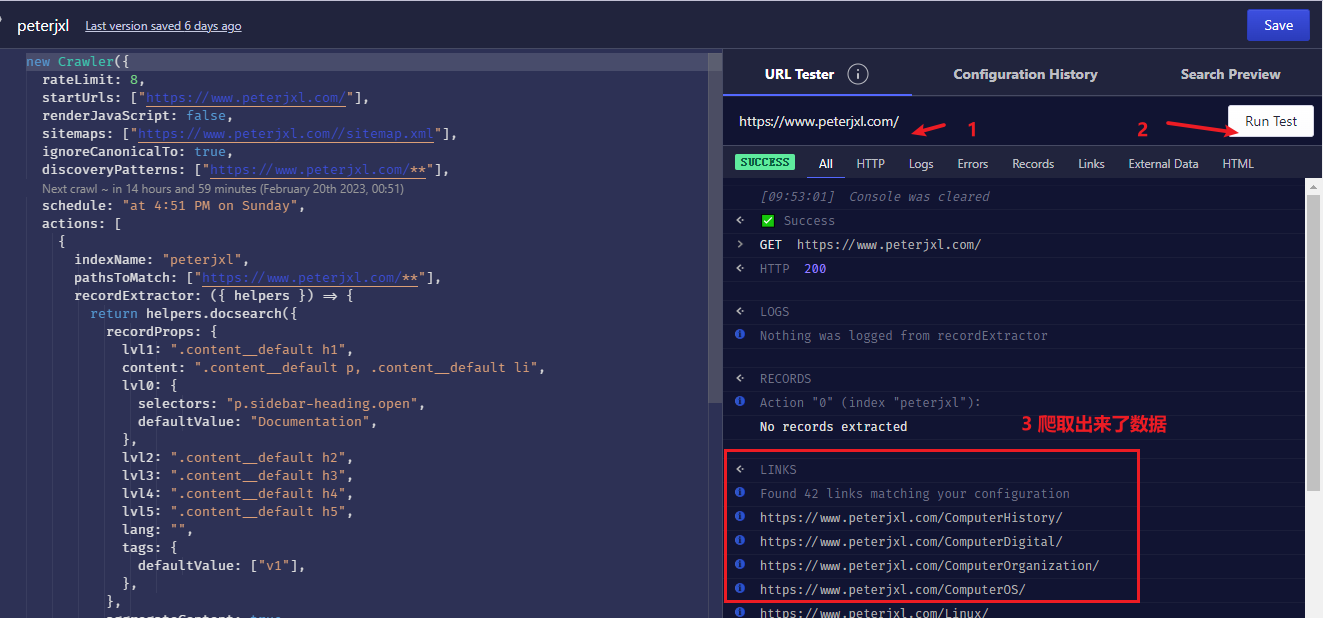 peterjxl Last version saved 6 days ago Save
new Crawler({
rateLimit: 8,
startUrls: ["https://www.peterjxl.com/"],
renderJavaScript: false,
sitemaps: ["https://www.peterjxl.com//sitemap.xml"],
ignoreCanonicalTo: true,
discoveryPatterns: ["https://www.peterjxl.com/**"],
Next crawl ~ in 14 hours and 59 minutes (February 20th 2023, 00:51)
schedule: "at 4:51 PM on Sunday",
actions: [
{
indexName: "peterjxl",
pathsToMatch: ["https://www.peterjxl.com/**"],
recordExtractor: ({ helpers }) => {
return helpers.docsearch({
recordProps: {
lvl1: ".content__default h1",
content: ".content__default p, .content__default li",
lvl0: {
selectors: "p.sidebar-heading.open",
defaultValue: "Documentation",
},
lvl2: ".content__default h2",
lvl3: ".content__default h3",
lvl4: ".content__default h4",
lvl5: ".content__default h5",
lang: "",
tags: {
defaultValue: ["v1"],
},
},
aggregateContent: true
URL Tester i Configuration History Search Preview
https://www.peterjxl.com/ 1 2 Run Test
SUCCESS All HTTP Logs Errors Records Links External Data HTML
[09:53:01] Console was cleared
Success
GET https://www.peterjxl.com/
HTTP 200
LOGS
Nothing was logged from recordExtractor
RECORDS
Action "0" (index "peterjxl"):
No records extracted
3 爬取出来了数据
LINKS
Found 42 links matching your configuration
https://www.peterjxl.com/ComputerHistory/
https://www.peterjxl.com/ComputerDigital/
https://www.peterjxl.com/ComputerOrganization/
https://www.peterjxl.com/ComputerOS/
https://www.peterjxl.com/Linux/